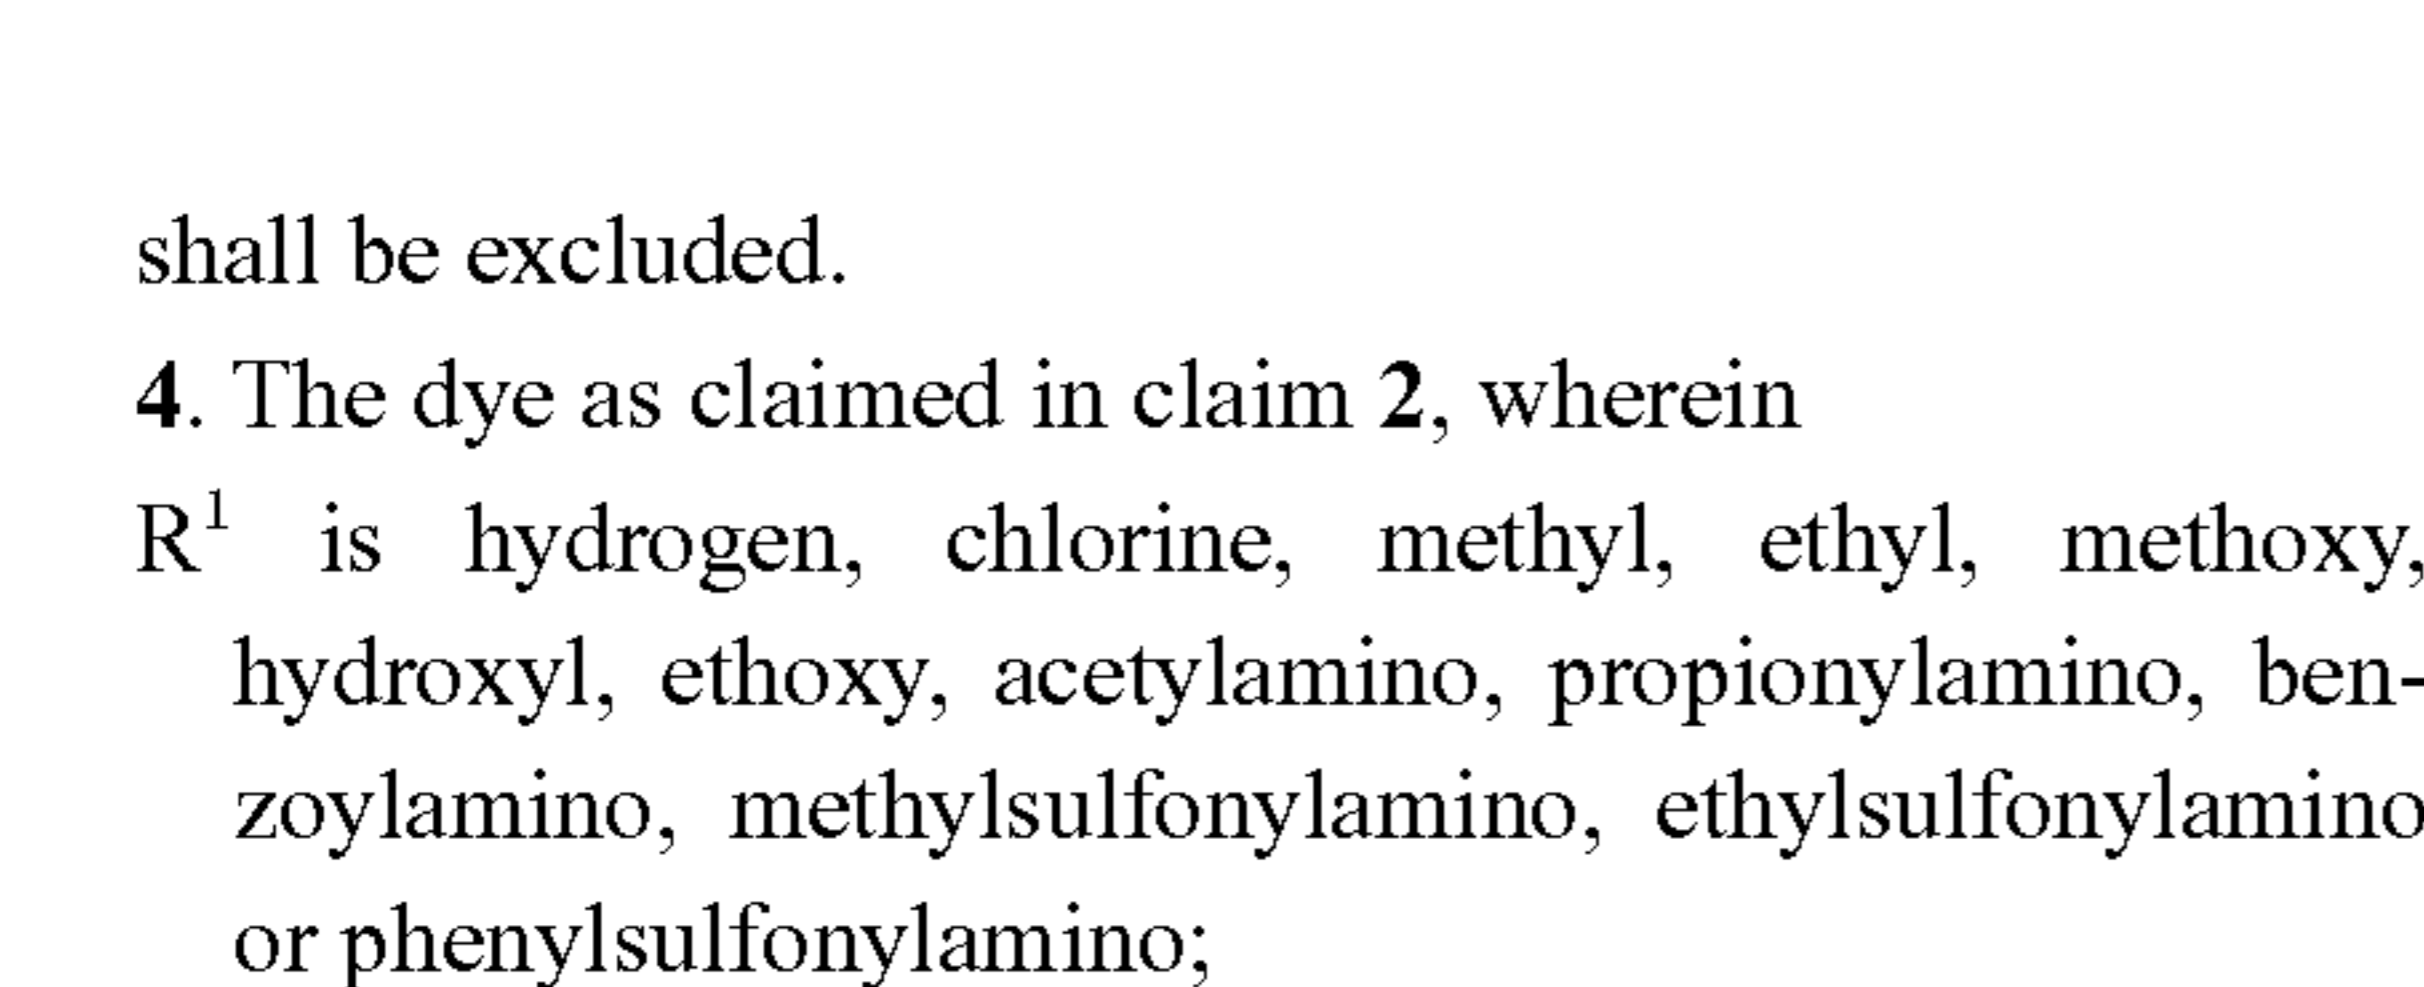 shall be excluded.
4. The dye as claimed in claim 2, wherein
R¹ is hydrogen, chlorine, methyl, ethyl, methoxy,
hydroxyl, ethoxy, acetylamino, propionylamino, ben-
zoylamino, methylsulfonylamino, ethylsulfonylamino
or phenylsulfonylamino;